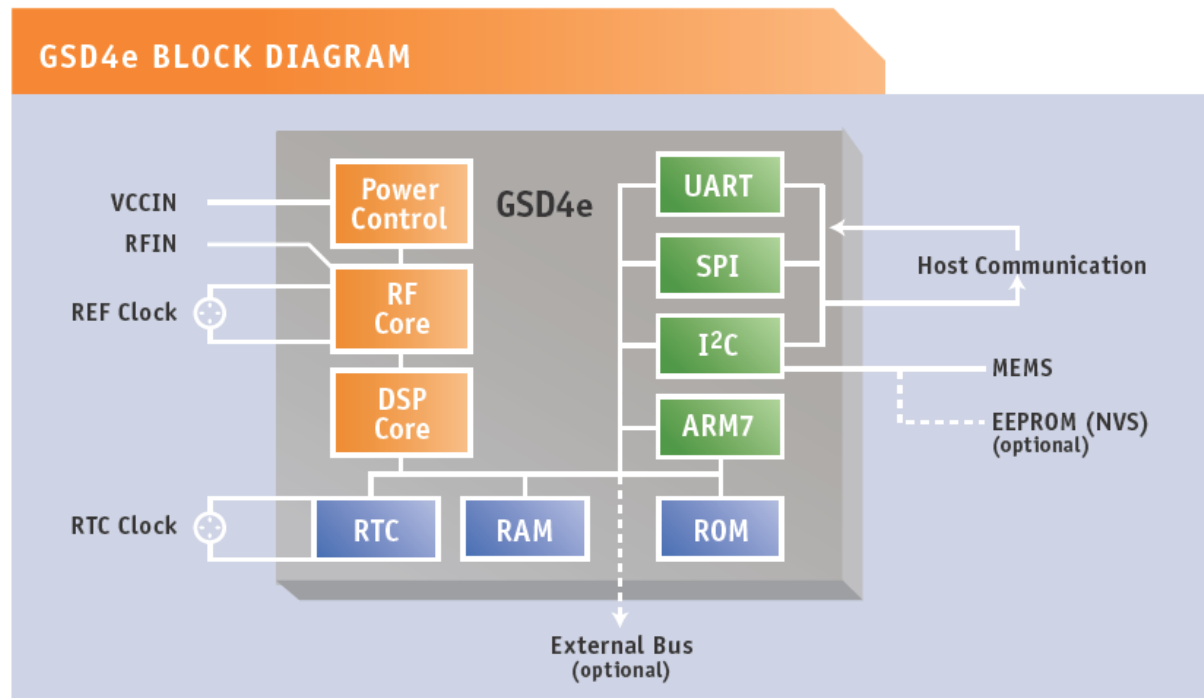 GSD4e BLOCK DIAGRAM
VCCIN
RFIN
REF Clock
RTC Clock
Power
Control
RF
Core
DSP
Core
RTC
RAM
ROM
GSD4e
UART
SPI
I²C
ARM7
Host Communication
MEMS
EEPROM (NVS)
(optional)
External Bus
(optional)